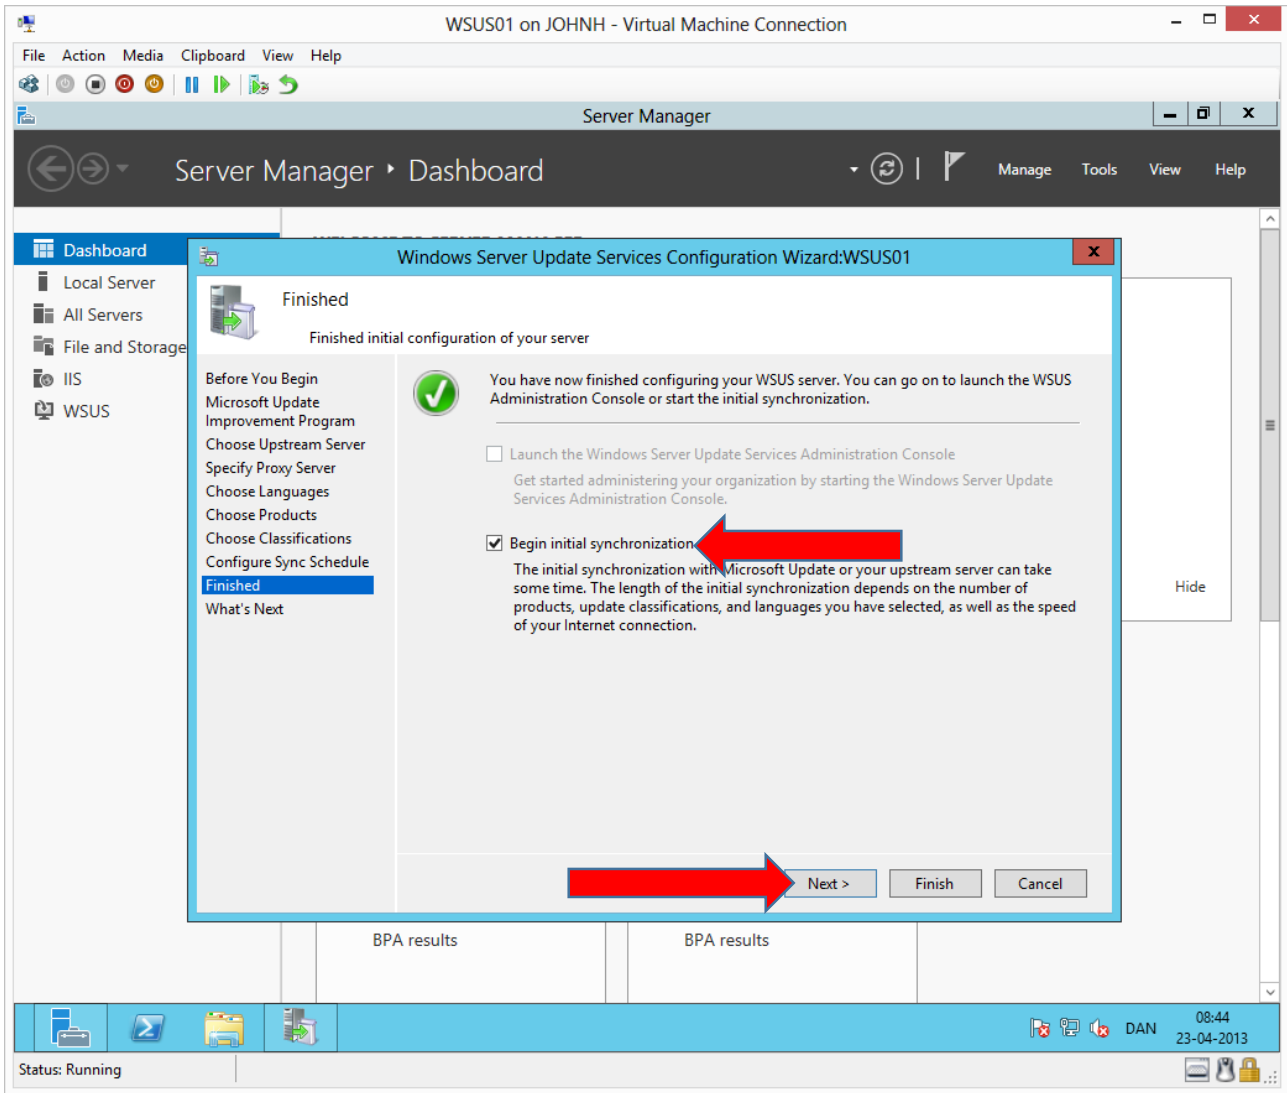 WSUS01 on JOHNH - Virtual Machine Connection
File Action Media Clipboard View Help
Server Manager
Server Manager ‣ Dashboard
Manage Tools View Help
Dashboard
Local Server
All Servers
File and Storage
IIS
WSUS
Windows Server Update Services Configuration Wizard:WSUS01
Finished
Finished initial configuration of your server
Before You Begin
Microsoft Update
Improvement Program
Choose Upstream Server
Specify Proxy Server
Choose Languages
Choose Products
Choose Classifications
Configure Sync Schedule
Finished
What's Next
You have now finished configuring your WSUS server. You can go on to launch the WSUS
Administration Console or start the initial synchronization.
Launch the Windows Server Update Services Administration Console
Get started administering your organization by starting the Windows Server Update
Services Administration Console.
Begin initial synchronization
The initial synchronization with Microsoft Update or your upstream server can take
some time. The length of the initial synchronization depends on the number of
products, update classifications, and languages you have selected, as well as the speed
of your Internet connection.
Hide
Next > Finish Cancel
BPA results BPA results
DAN
08:44
23-04-2013
Status: Running